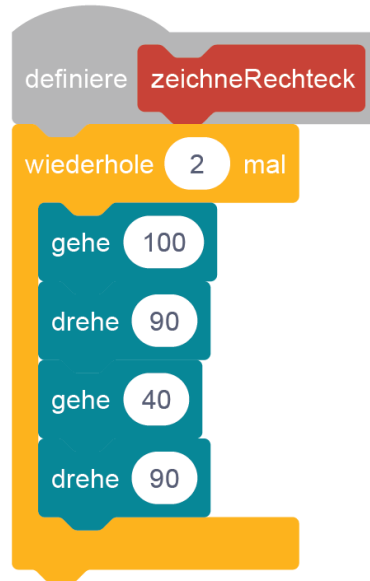 definiere zeichneRechteck
wiederhole 2 mal
gehe 100
drehe 90
gehe 40
drehe 90